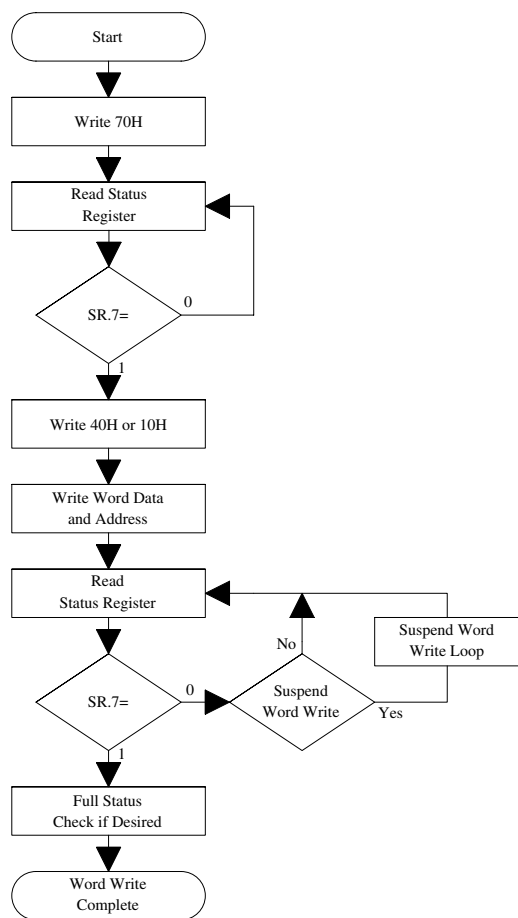 Start
Write 70H
Read Status
Register
SR.7=
0
1
Write 40H or 10H
Write Word Data
and Address
Read
Status Register
SR.7=
0
1
Suspend
Word Write
No
Yes
Suspend Word
Write Loop
Full Status
Check if Desired
Word Write
Complete